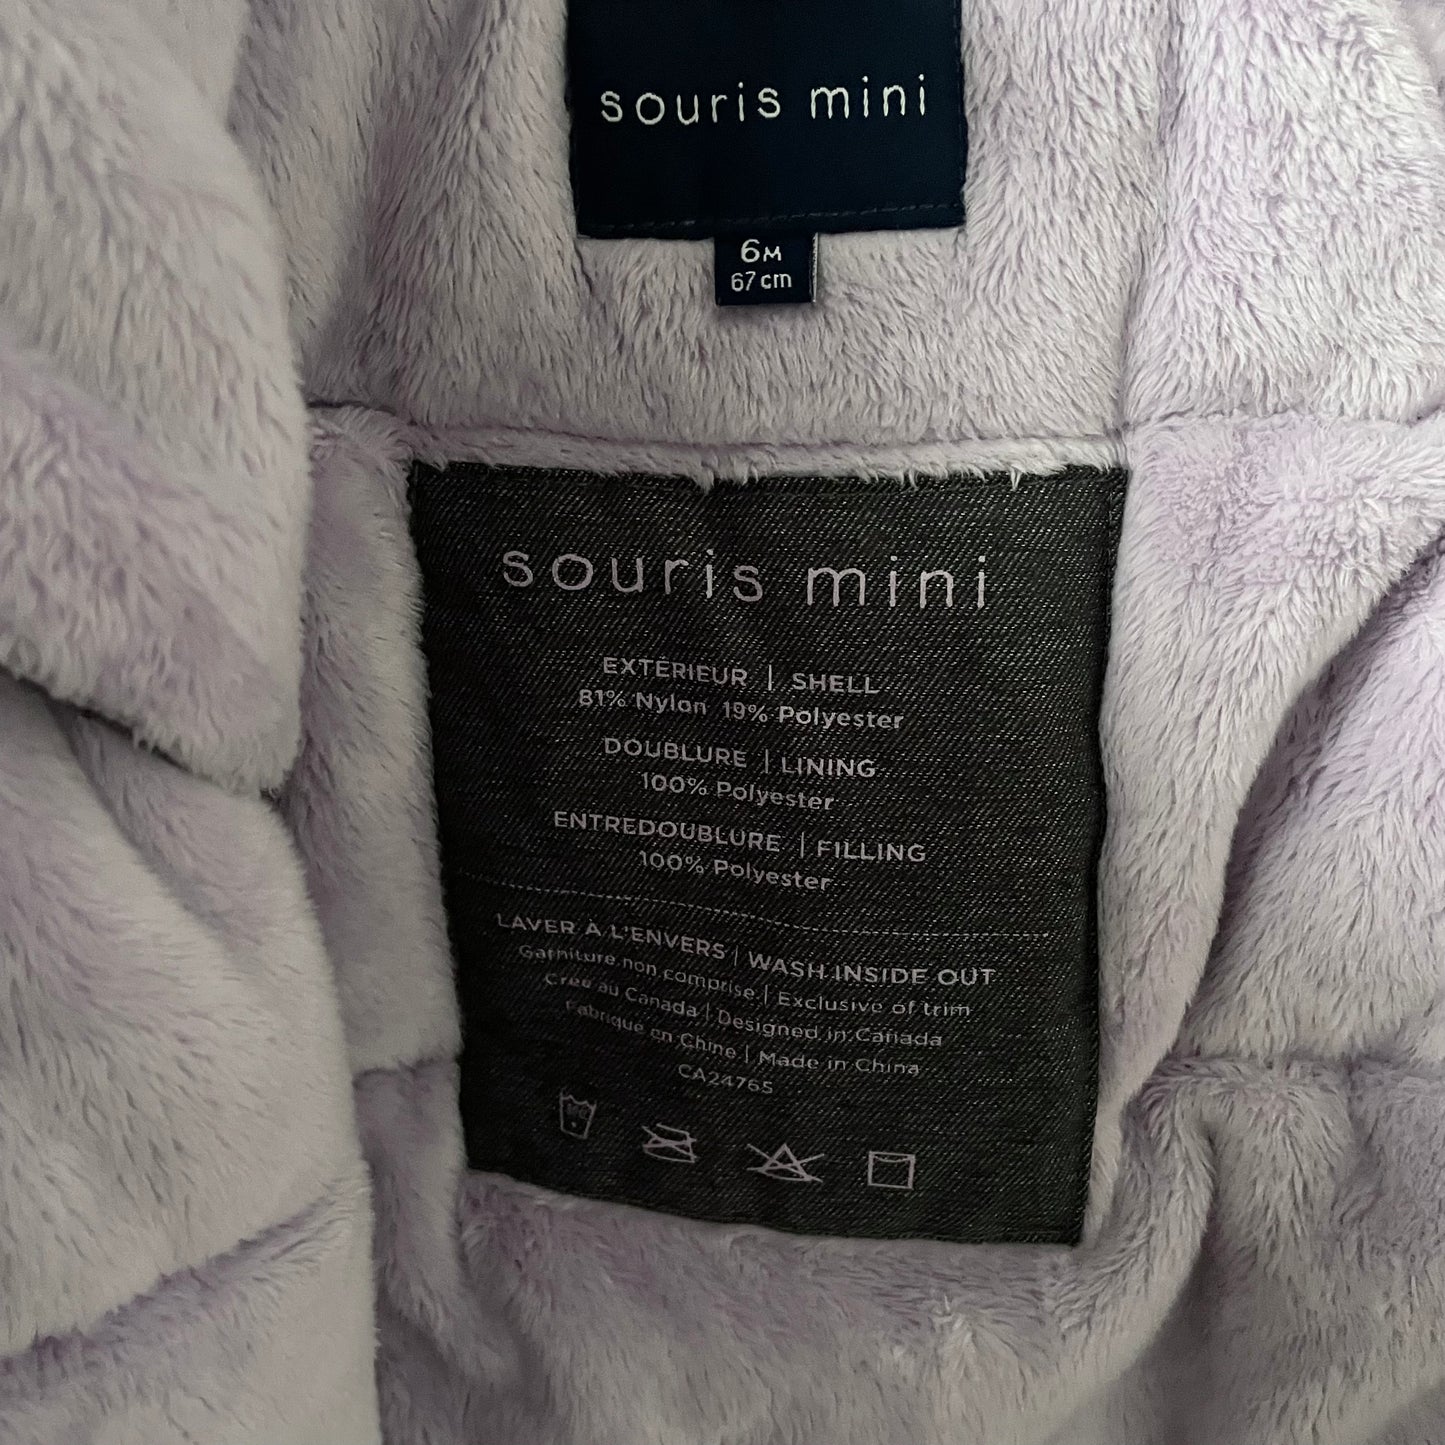 souris mini
6M
67 cm
souris mini
EXTÉRIEUR | SHELL
81% Nylon 19% Polyester
DOUBLURE | LINING
100% Polyester
ENTREDOUBLURE | FILLING
100% Polyester
LAVER À L'ENVERS | WASH INSIDE OUT
Garniture non comprise | Exclusive of trim
Créé au Canada | Designed in Canada
Fabriqué en Chine | Made in China
CA24765